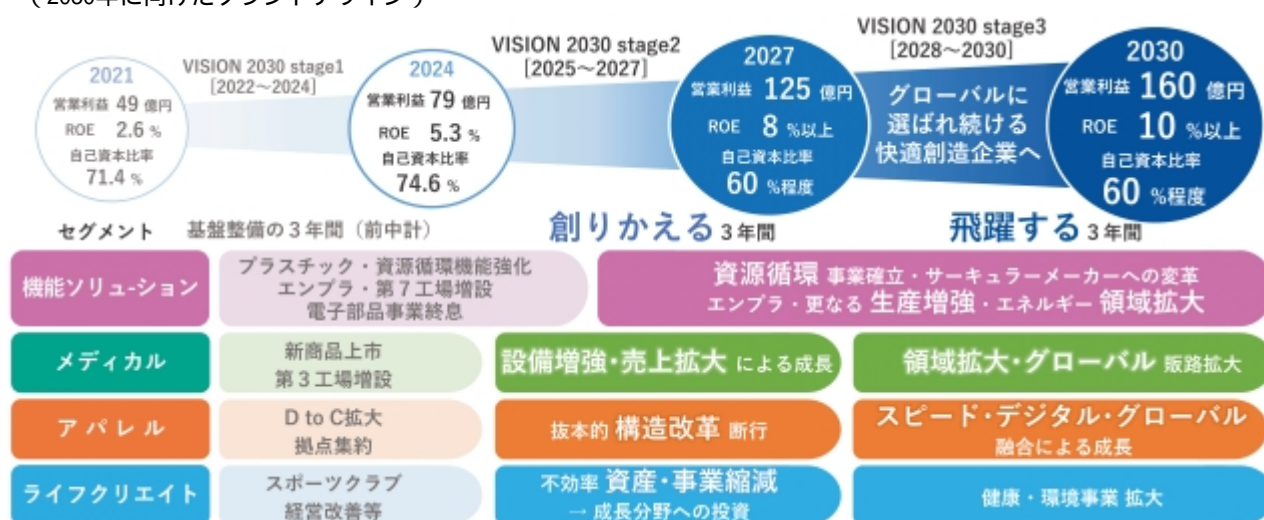 （2030年に向けたグランドデザイン）
VISION 2030 stage1
[2022～2024]
VISION 2030 stage2
[2025～2027]
VISION 2030 stage3
[2028～2030]
2021
営業利益 49 億円
ROE 2.6 %
自己資本比率
71.4 %
2024
営業利益 79 億円
ROE 5.3 %
自己資本比率
74.6 %
2027
営業利益 125 億円
ROE 8 %以上
自己資本比率
60 %程度
グローバルに
選ばれ続ける
快適創造企業へ
2030
営業利益 160 億円
ROE 10 %以上
自己資本比率
60 %程度
セグメント
基盤整備の3年間（前中計）
創りかえる 3年間
飛躍する 3年間
機能ソリューション
プラスチック・資源循環機能強化
エンプラ・第7工場増設
電子部品事業終息
資源循環 事業確立・サーキュラーメーカーへの変革
エンプラ・更なる 生産増強・エネルギー 領域拡大
メディカル
新商品上市
第3工場増設
設備増強・売上拡大 による成長
領域拡大・グローバル 販路拡大
アパレル
D to C拡大
拠点集約
抜本的 構造改革 断行
スピード・デジタル・グローバル
融合による成長
ライフクリエイト
スポーツクラブ
経営改善等
不効率 資産・事業縮減
→ 成長分野への投資
健康・環境事業 拡大